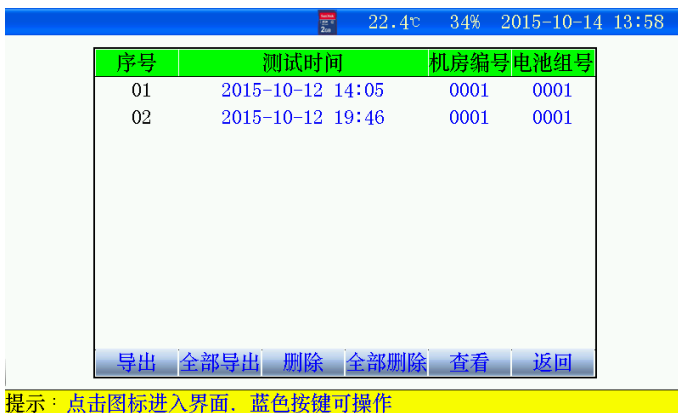 22.4℃ 34% 2015-10-14 13:58
序号 测试时间 机房编号 电池组号
01 2015-10-12 14:05 0001 0001
02 2015-10-12 19:46 0001 0001
导出 全部导出 删除 全部删除 查看 返回
提示：点击图标进入界面．蓝色按键可操作